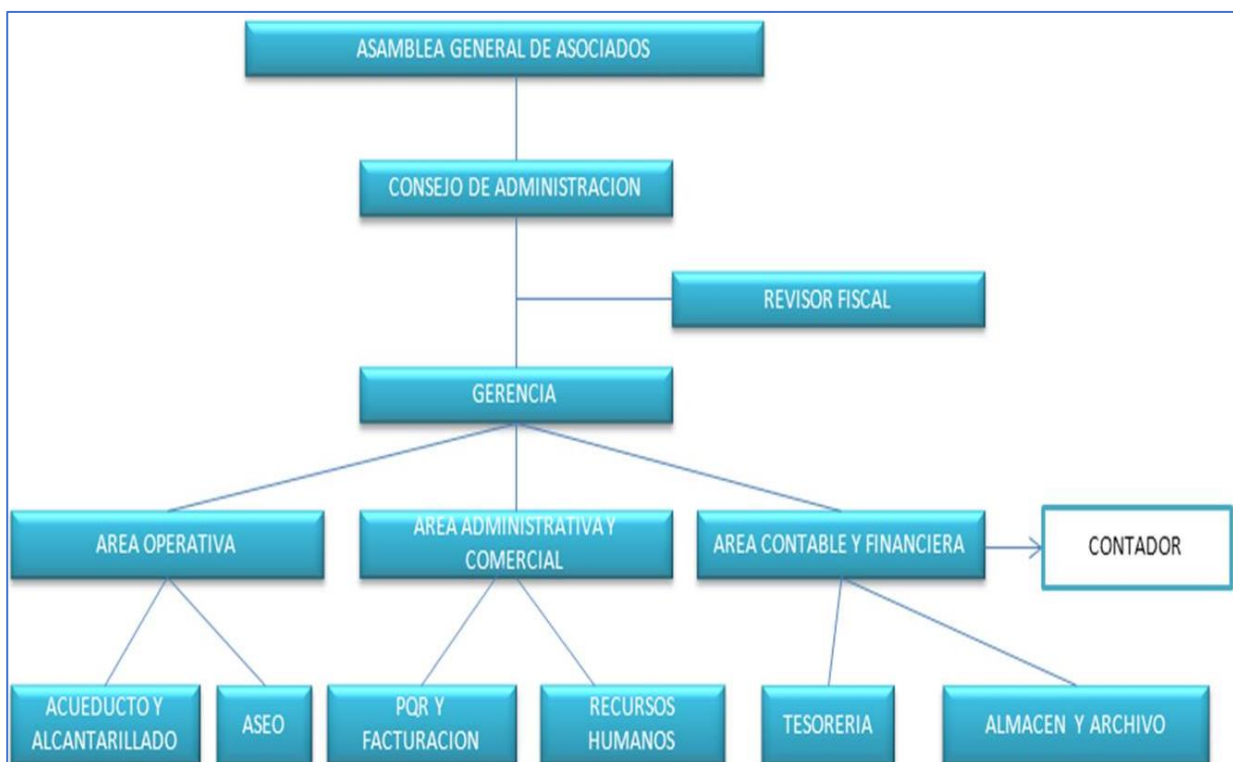 ASAMBLEA GENERAL DE ASOCIADOS
CONSEJO DE ADMINISTRACION
REVISOR FISCAL
GERENCIA
AREA OPERATIVA
AREA ADMINISTRATIVA Y
COMERCIAL
AREA CONTABLE Y FINANCIERA
CONTADOR
ACUEDUCTO Y
ALCANTARILLADO
ASEO
PQR Y
FACTURACION
RECURSOS
HUMANOS
TESORERIA
ALMACEN Y ARCHIVO